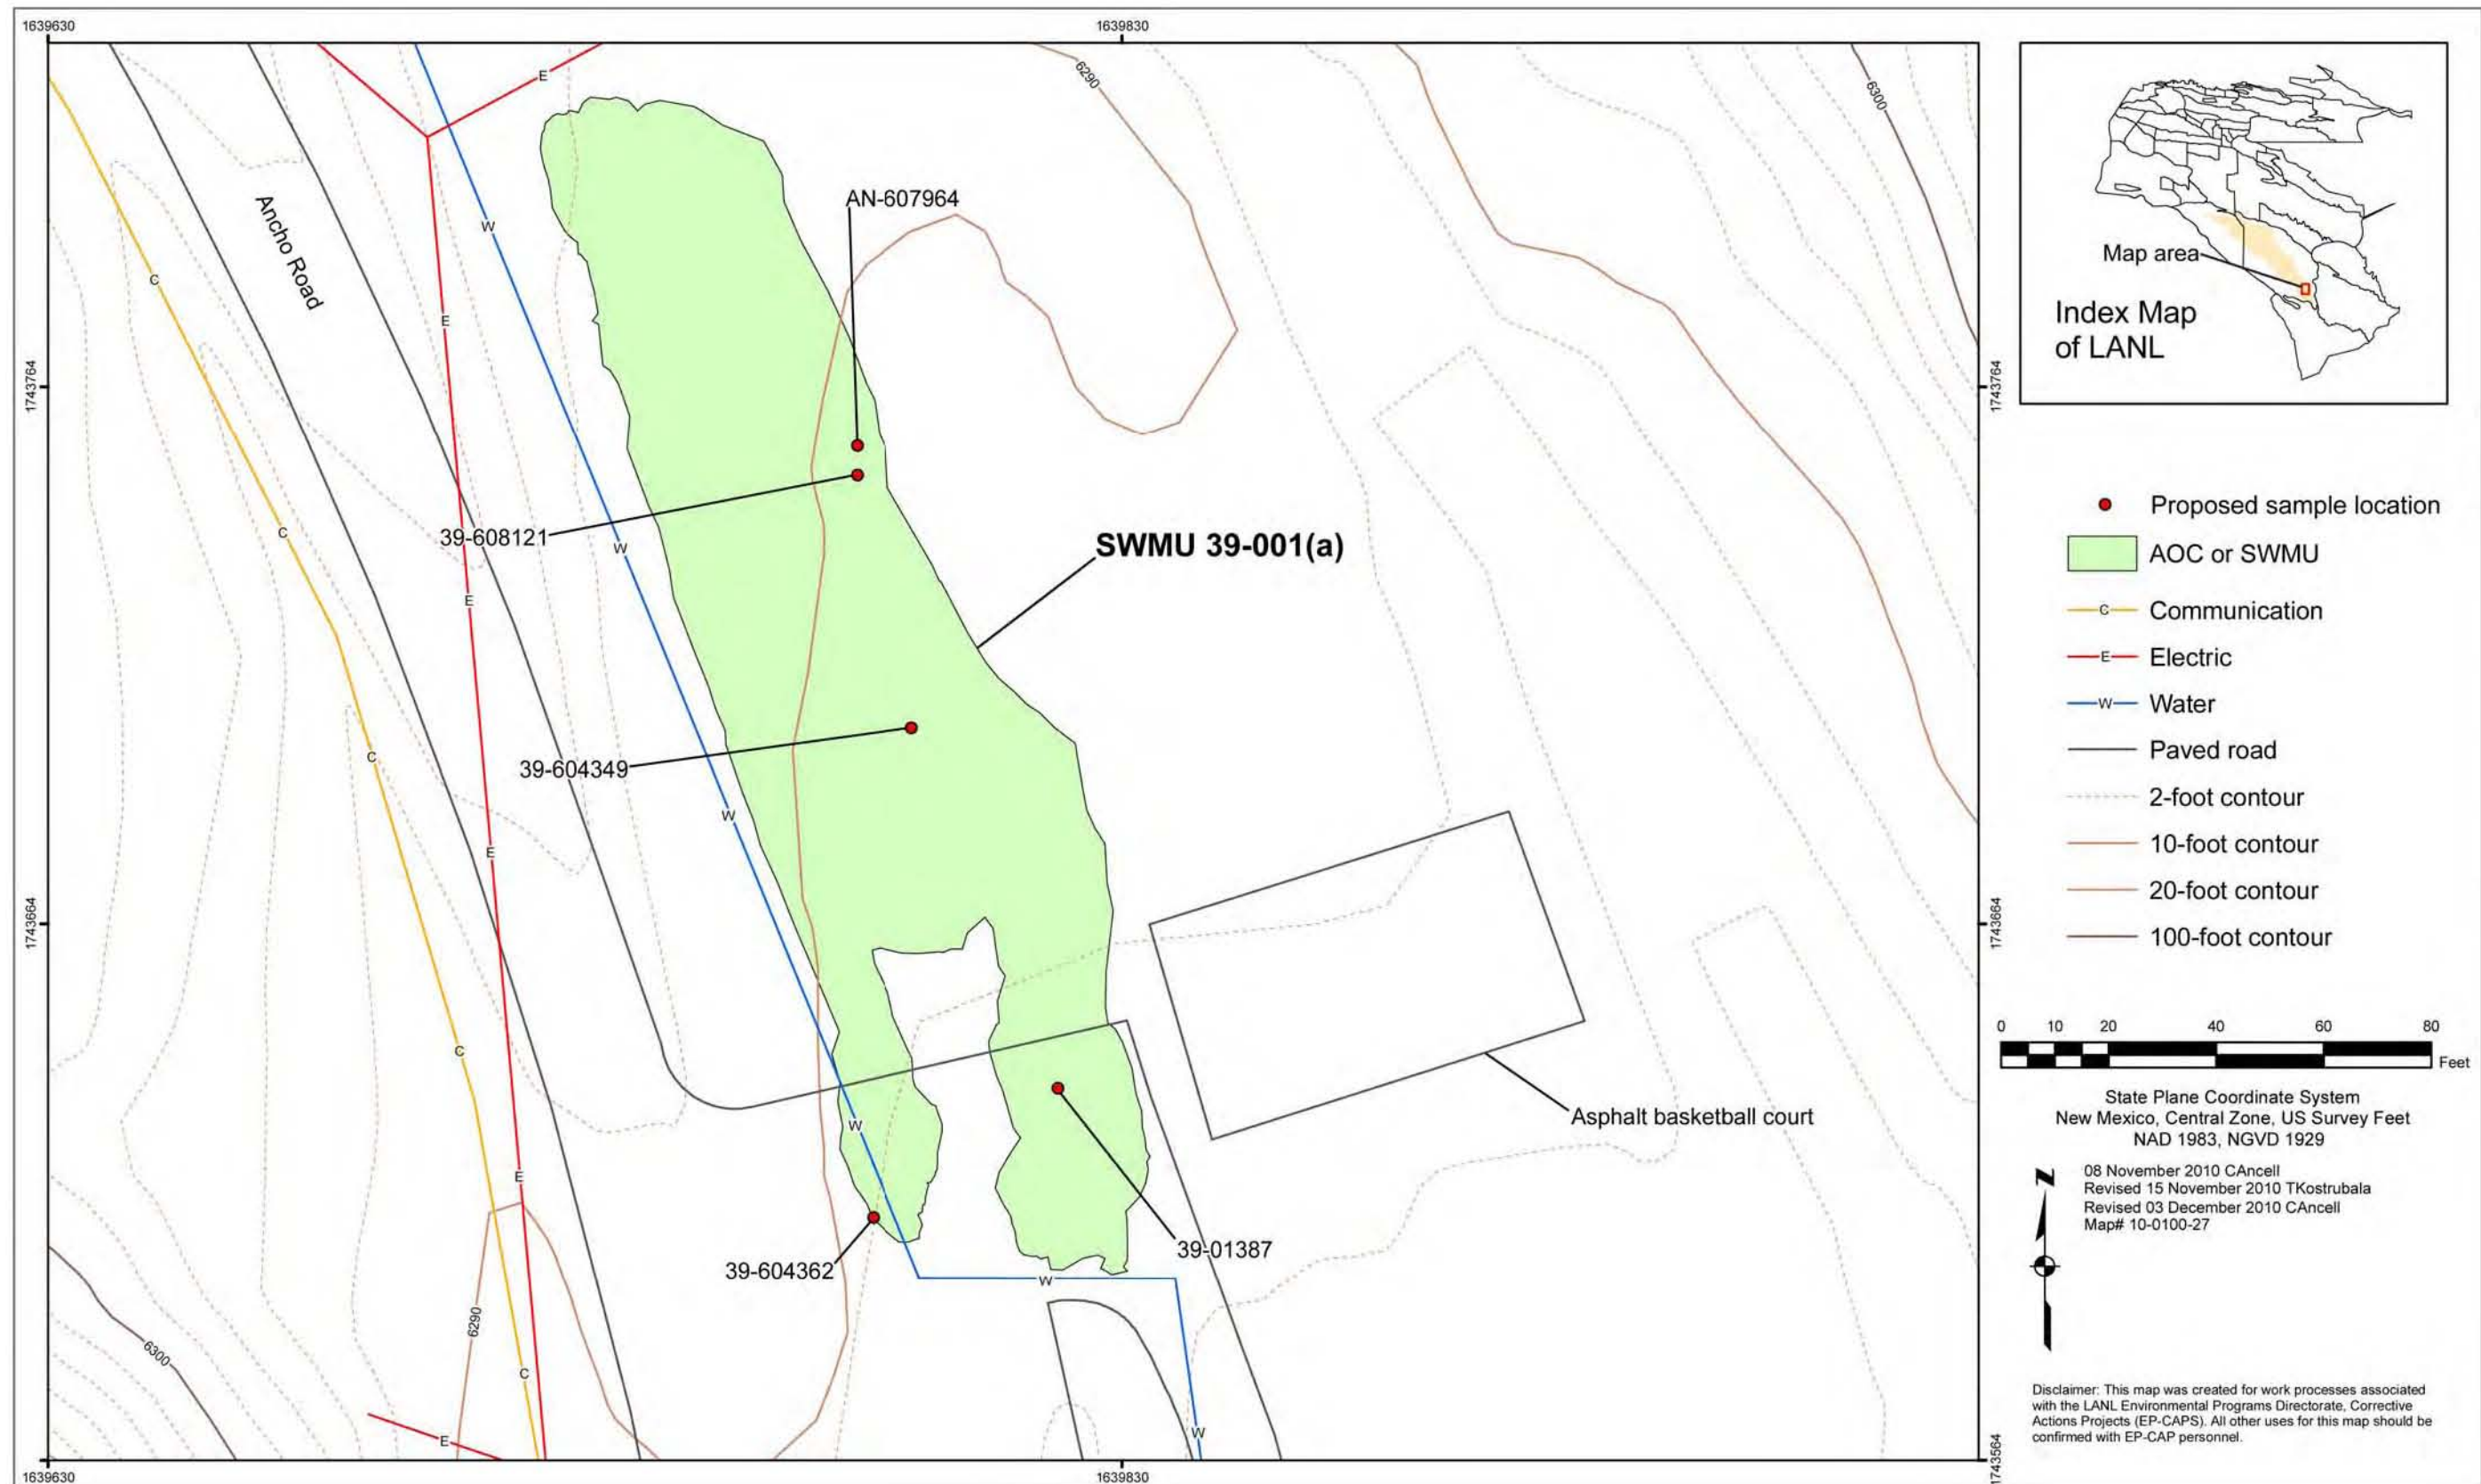 1639630
1639830
6290
6300
E
W
AN-607964
Ancho Road
C
E
1743764
1743764
39-608121
C
W
SWMU 39-001(a)
E
39-604349
C
W
E
1743664
1743664
C
W
Asphalt basketball court
E
39-604362
39-01387
W
6290
6300
C
E
W
1743564
1639630
1639830
Map area
Index Map
of LANL
Proposed sample location
AOC or SWMU
C Communication
E Electric
W Water
Paved road
2-foot contour
10-foot contour
20-foot contour
100-foot contour
0 10 20 40 60 80
Feet
State Plane Coordinate System
New Mexico, Central Zone, US Survey Feet
NAD 1983, NGVD 1929
N
08 November 2010 CAncell
Revised 15 November 2010 TKostrubala
Revised 03 December 2010 CAncell
Map# 10-0100-27
Disclaimer: This map was created for work processes associated
with the LANL Environmental Programs Directorate, Corrective
Actions Projects (EP-CAPS). All other uses for this map should be
confirmed with EP-CAP personnel.